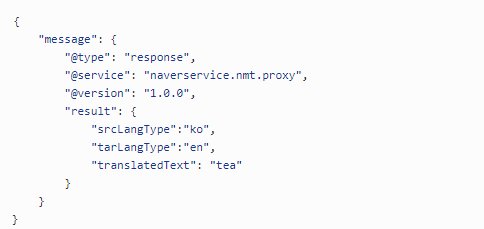 {
    "message": {
        "@type": "response",
        "@service": "naverservice.nmt.proxy",
        "@version": "1.0.0",
        "result": {
            "srcLangType":"ko",
            "tarLangType":"en",
            "translatedText": "tea"
        }
    }
}